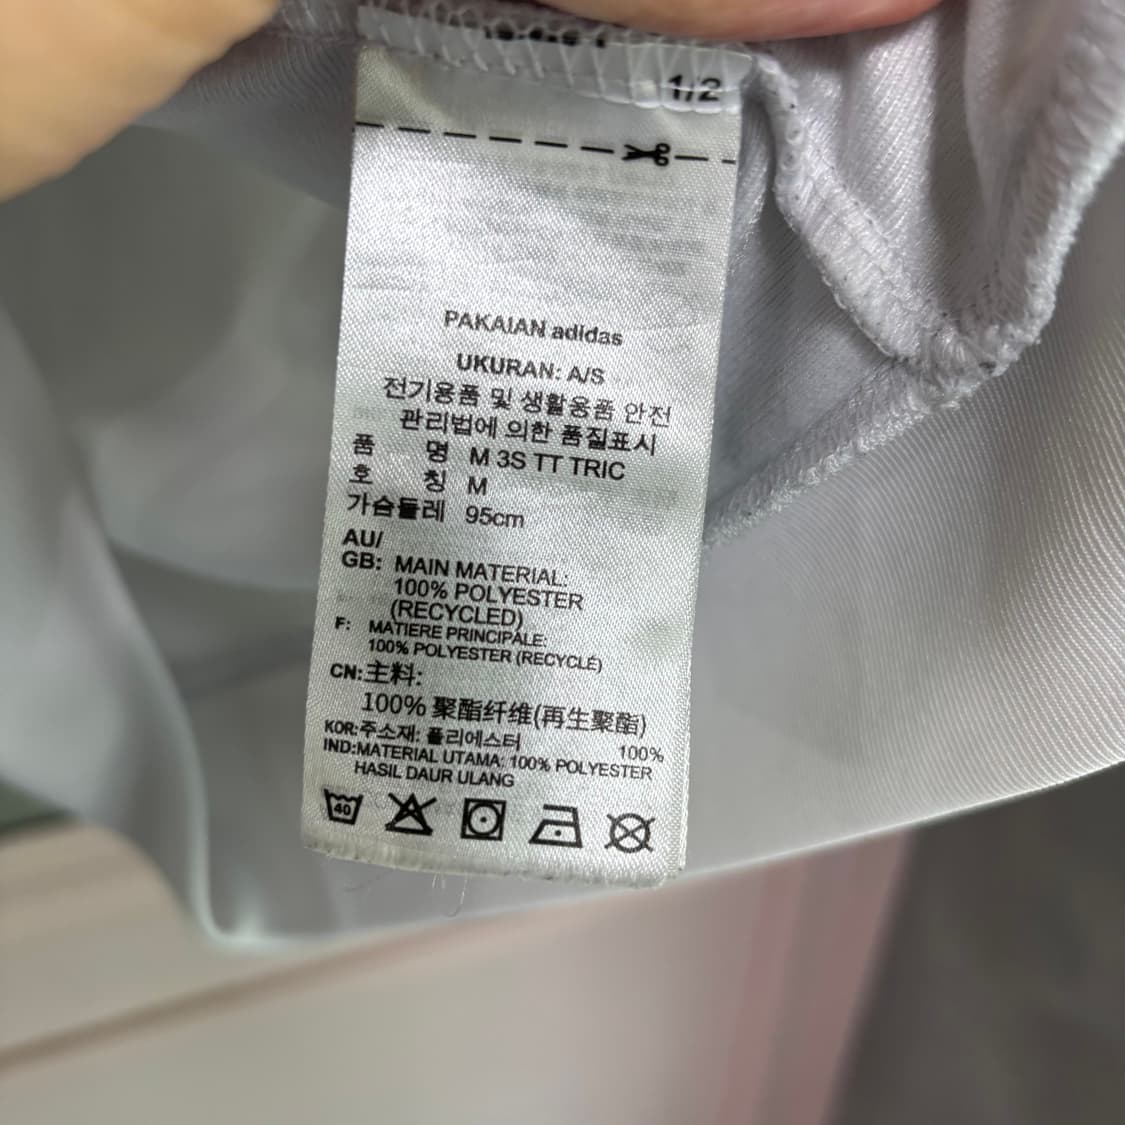 1/2
PAKAIAN adidas
UKURAN: A/S
전기용품 및 생활용품 안전
관리법에 의한 품질표시
품 명 M 3S TT TRIC
호 칭 M
가슴둘레 95cm
AU/
GB: MAIN MATERIAL:
100% POLYESTER
(RECYCLED)
F: MATIERE PRINCIPALE:
100% POLYESTER (RECYCLÉ)
CN:主料:
100% 聚酯纤维(再生聚酯)
KOR:주소재: 폴리에스터 100%
IND:MATERIAL UTAMA: 100% POLYESTER
HASIL DAUR ULANG
40